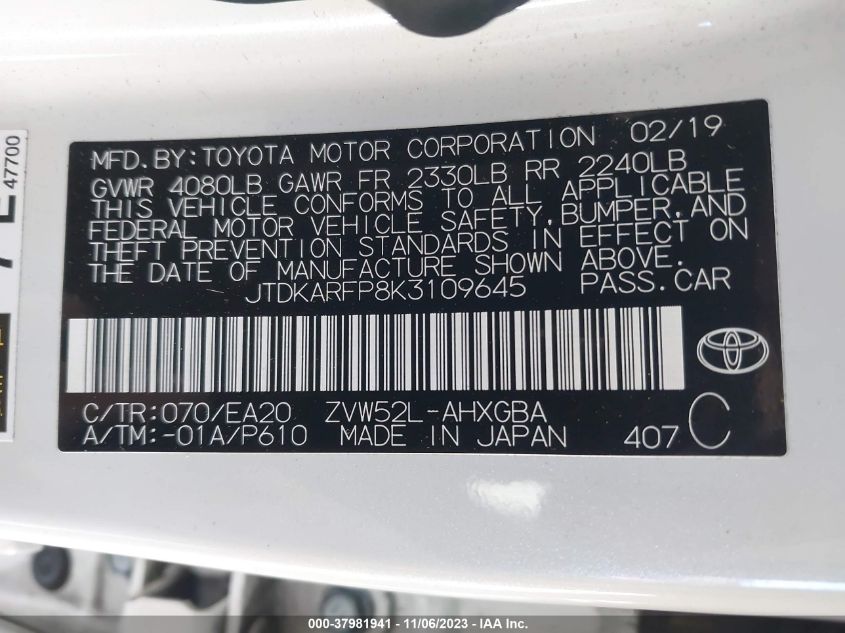 E
47700
MFD.BY:TOYOTA MOTOR CORPORATION 02/19
GVWR 4080LB GAWR FR 2330LB RR 2240LB
THIS VEHICLE CONFORMS TO ALL APPLICABLE
FEDERAL MOTOR VEHICLE SAFETY,BUMPER,AND
THEFT PREVENTION STANDARDS IN EFFECT ON
THE DATE OF MANUFACTURE SHOWN ABOVE.
JTDKARFP8K3109645 PASS.CAR
C/TR:070/EA20 ZVW52L-AHXGBA
A/TM:-01A/P610 MADE IN JAPAN 407 C
000-37981941 - 11/06/2023 - IAA Inc.